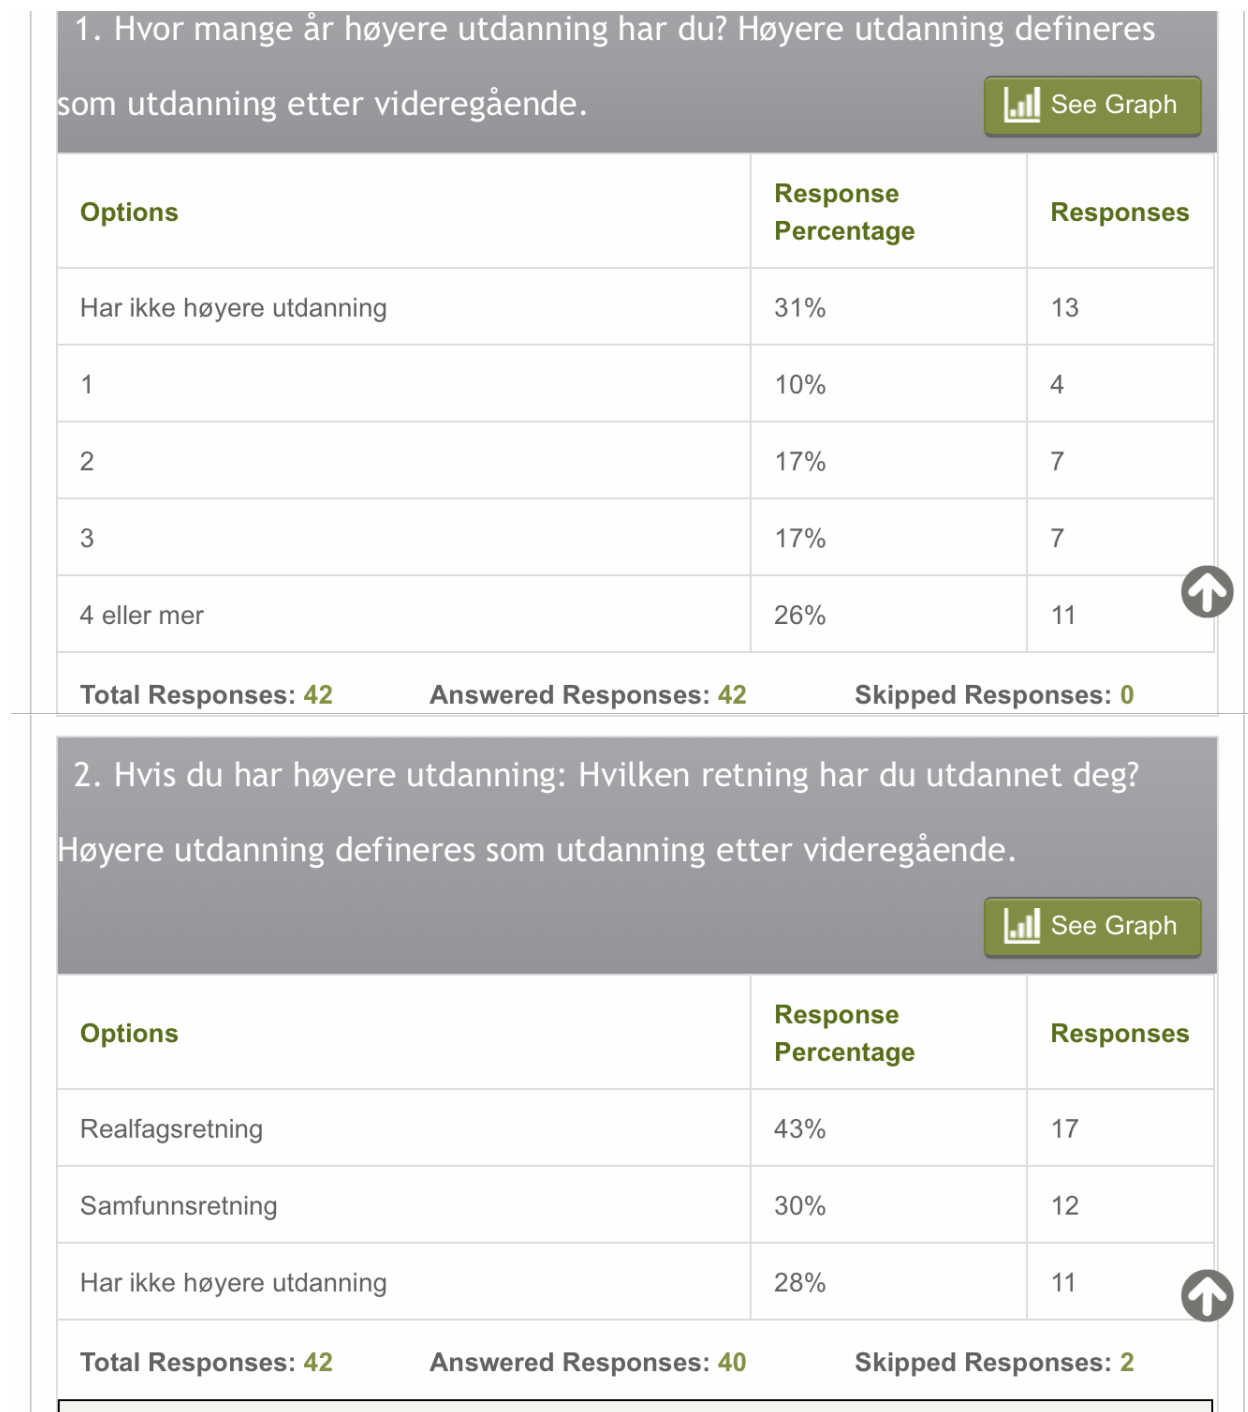 1. Hvor mange år høyere utdanning har du? Høyere utdanning defineres
som utdanning etter videregående.
See Graph
Options Response Percentage Responses
Har ikke høyere utdanning 31% 13
1 10% 4
2 17% 7
3 17% 7
4 eller mer 26% 11
Total Responses: 42 Answered Responses: 42 Skipped Responses: 0
2. Hvis du har høyere utdanning: Hvilken retning har du utdannet deg?
Høyere utdanning defineres som utdanning etter videregående.
See Graph
Options Response Percentage Responses
Realfagsretning 43% 17
Samfunnsretning 30% 12
Har ikke høyere utdanning 28% 11
Total Responses: 42 Answered Responses: 40 Skipped Responses: 2